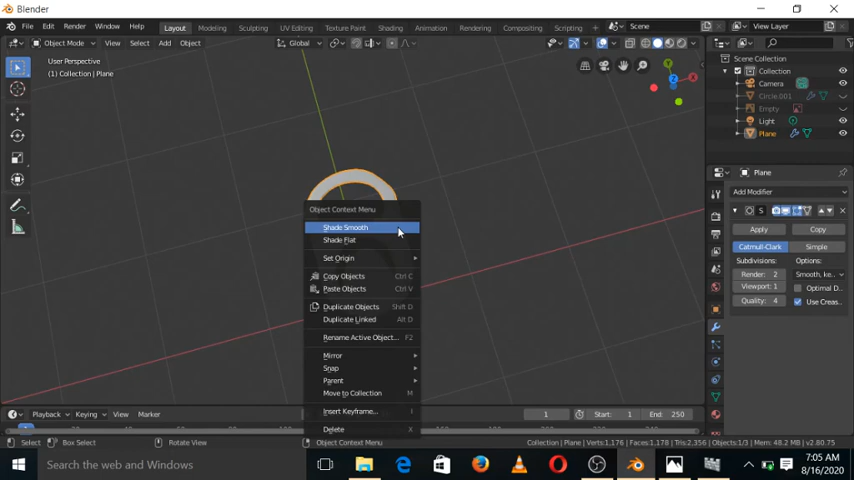 Blender
File Edit Render Window Help
Layout Modeling Sculpting UV Editing Texture Paint Shading Animation Rendering Compositing Scripting
Scene
View Layer
Object Mode View Select Add Object
Global
User Perspective
(1) Collection | Plane
Scene Collection
Collection
Camera
Circle.001
Empty
Light
Plane
Object Context Menu
Shade Smooth
Shade Flat
Set Origin
Copy Objects Ctrl C
Paste Objects Ctrl V
Duplicate Objects Shift D
Duplicate Linked Alt D
Rename Active Object... F2
Mirror
Snap
Parent
Move to Collection M
Insert Keyframe... I
Delete X
Plane
Add Modifier
S
Apply Copy
Catmull-Clark Simple
Subdivisions: Options:
Render: 2 Smooth, ke..
Viewport: 1 Optimal D
Quality: 4 Use Creas..
Playback Keying View Marker
1 Start: 1 End: 250
Select Box Select Rotate View Object Context Menu
Collection | Plane | Verts:1,176 | Faces:1,178 | Tris:2,356 | Objects:1/3 | Mem: 48.2 MB | v2.80.75
Search the web and Windows
7:05 AM
8/16/2020